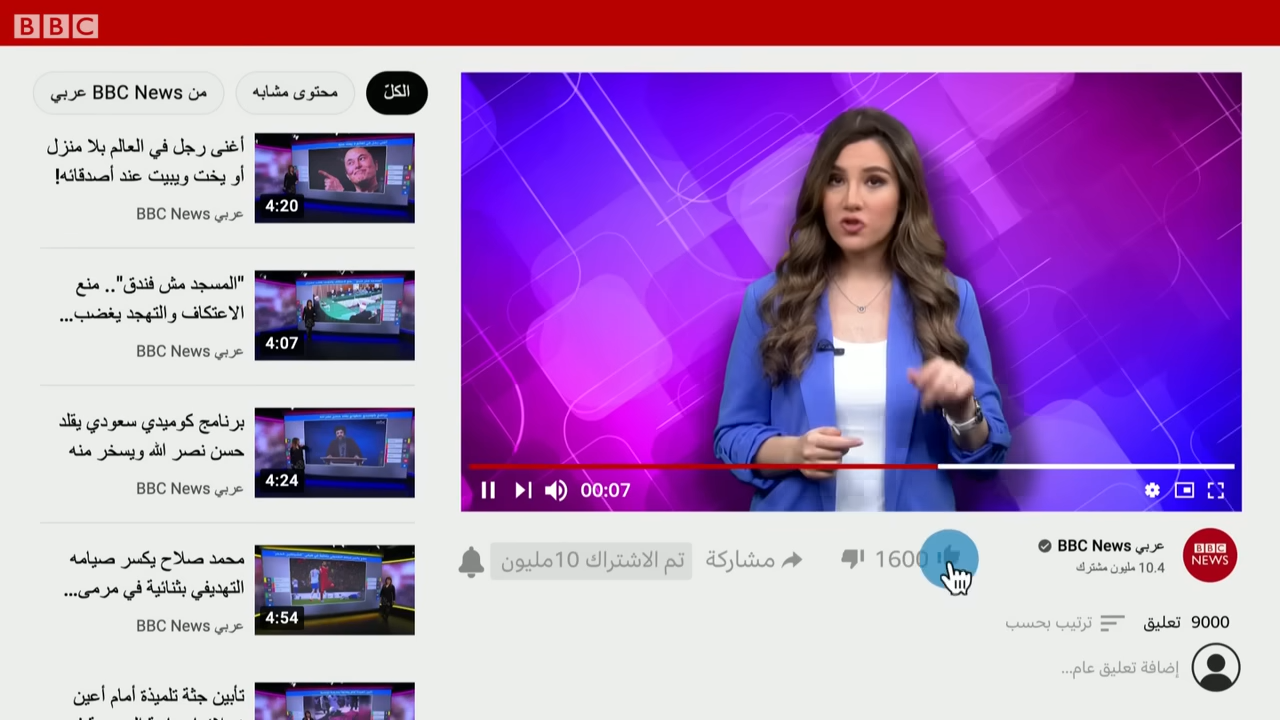 BBC
الكلّ
محتوى مشابه
من BBC News عربي
أغنى رجل في العالم بلا منزل
أو يخت ويبيت عند أصدقائه!
عربي BBC News
4:20
"المسجد مش فندق".. منع
الاعتكاف والتهجد يغضب...
عربي BBC News
4:07
برنامج كوميدي سعودي يقلد
حسن نصر الله ويسخر منه
عربي BBC News
4:24
محمد صلاح يكسر صيامه
التهديفي بثنائية في مرمى...
عربي BBC News
4:54
تأبين جثة تلميذة أمام أعين
00:07
عربي BBC News
10.4 مليون مشترك
BBC
NEWS
1600
مشاركة
تم الاشتراك 10مليون
9000 تعليق
ترتيب بحسب
إضافة تعليق عام...